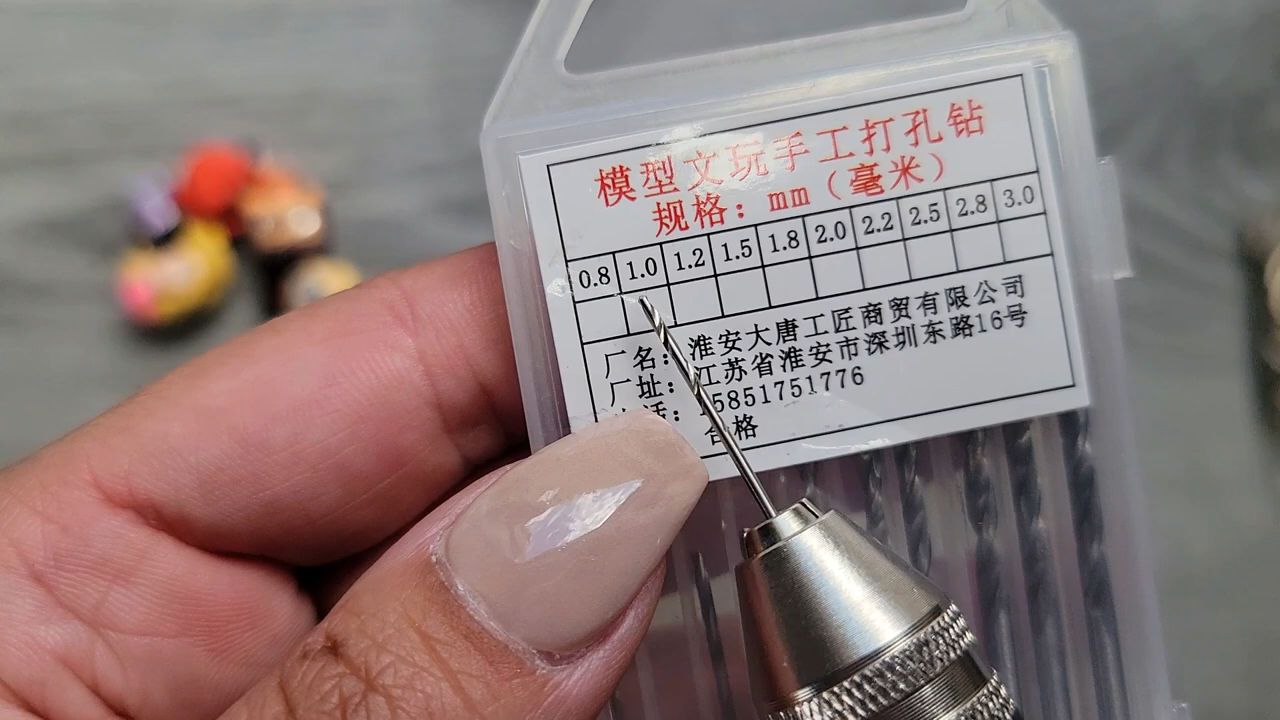 模型文玩手工打孔钻
规格：mm（毫米）
0.8 1.0 1.2 1.5 1.8 2.0 2.2 2.5 2.8 3.0
厂名：淮安大唐工匠商贸有限公司
厂址：江苏省淮安市深圳东路16号
话：15851751776
合格